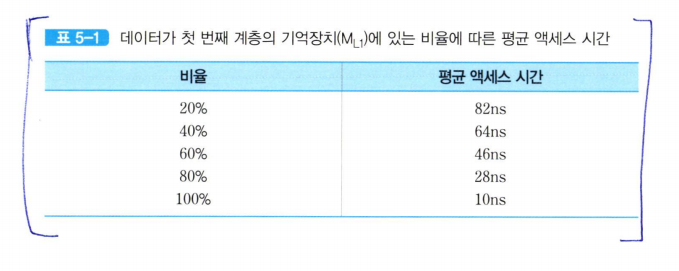 표 5-1 데이터가 첫 번째 계층의 기억장치(M_L1)에 있는 비율에 따른 평균 액세스 시간
비율 평균 액세스 시간
20% 82ns
40% 64ns
60% 46ns
80% 28ns
100% 10ns